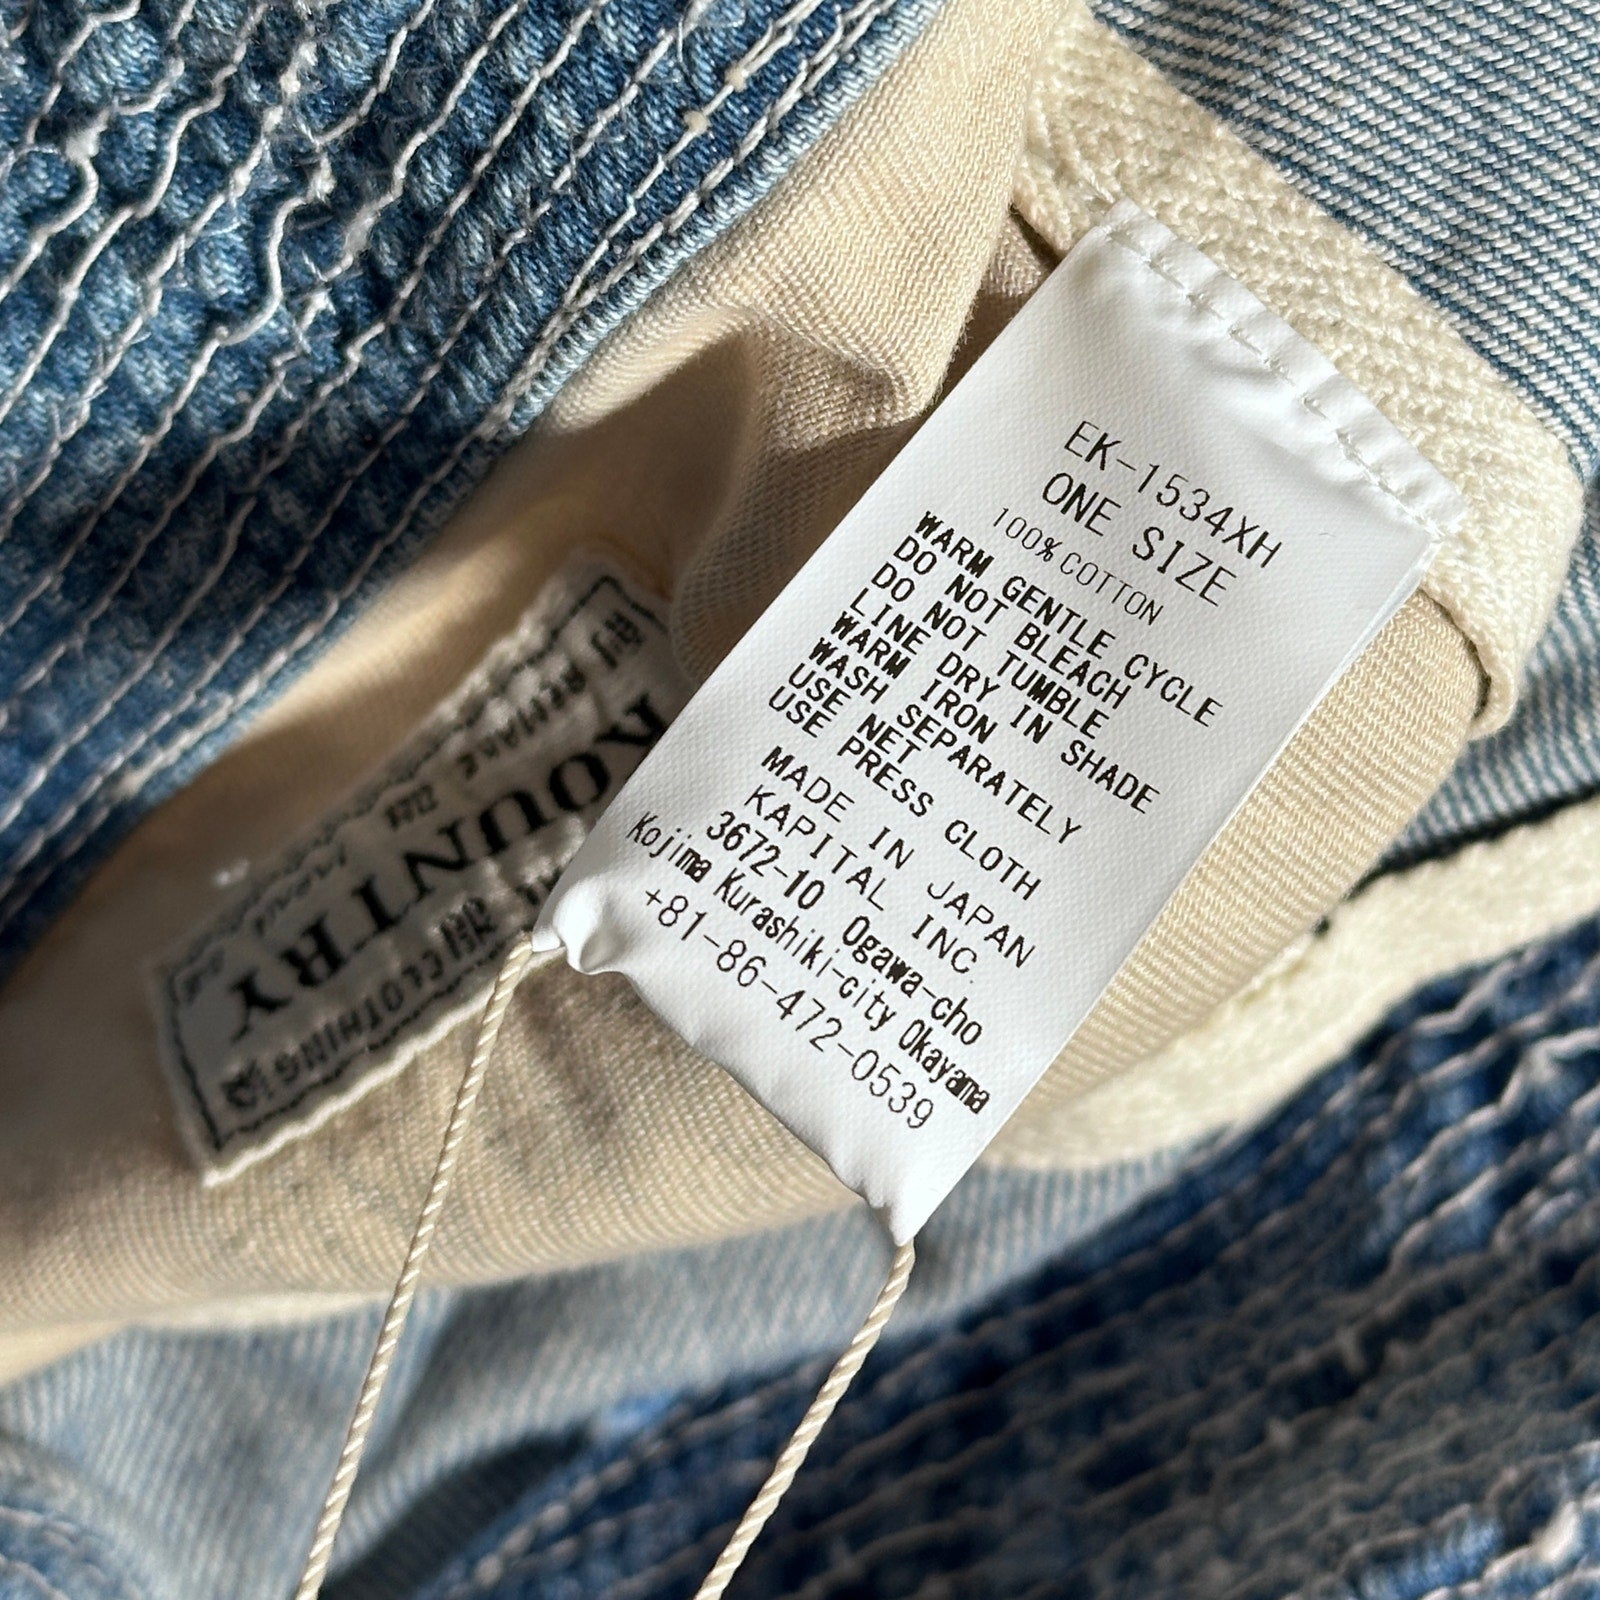 EK-1534XH
ONE SIZE
100% COTTON
WARM GENTLE CYCLE
DO NOT BLEACH
DO NOT TUMBLE
LINE DRY IN SHADE
WARM IRON
WASH SEPARATELY
USE NET
USE PRESS CLOTH
MADE IN JAPAN
KAPITAL INC.
3672-10 Ogawa-cho
Kojima Kurashiki-city Okayama
+81-86-472-0539
REMAKE
KOUNTRY
CLOTHING